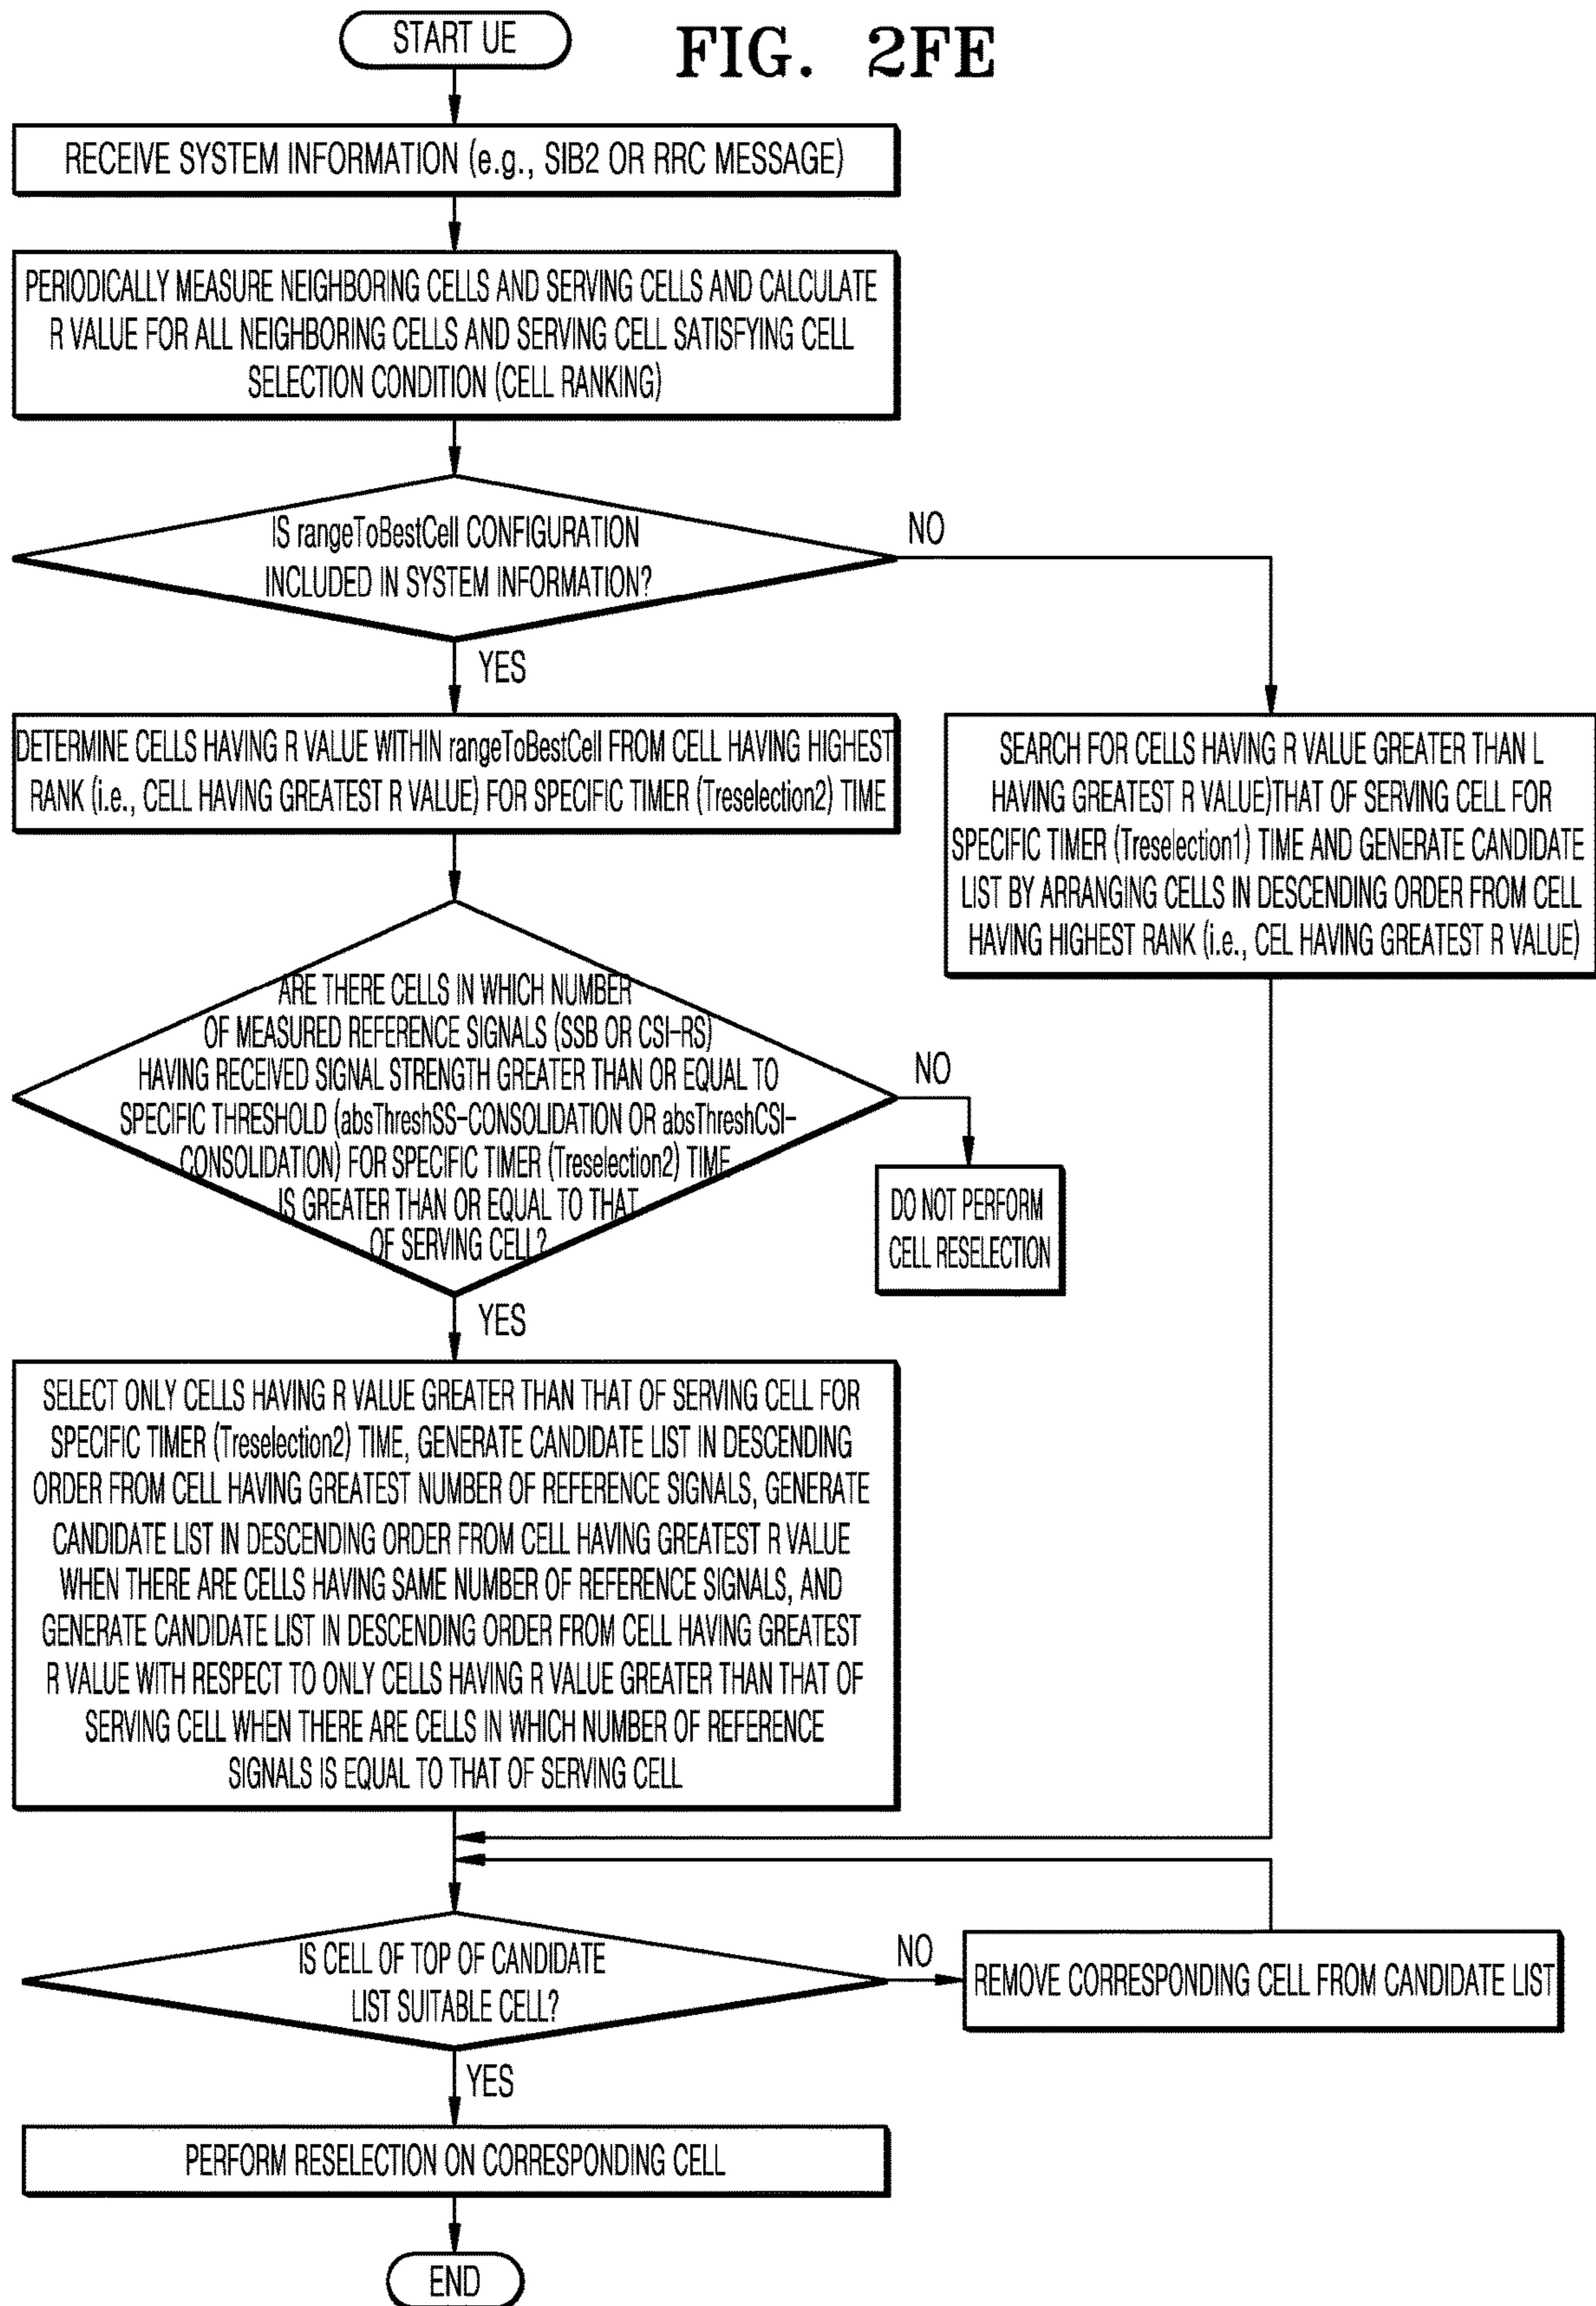 START UE
FIG. 2FE
RECEIVE SYSTEM INFORMATION (e.g., SIB2 OR RRC MESSAGE)
PERIODICALLY MEASURE NEIGHBORING CELLS AND SERVING CELLS AND CALCULATE
R VALUE FOR ALL NEIGHBORING CELLS AND SERVING CELL SATISFYING CELL
SELECTION CONDITION (CELL RANKING)
IS rangeToBestCell CONFIGURATION
INCLUDED IN SYSTEM INFORMATION?
NO
YES
DETERMINE CELLS HAVING R VALUE WITHIN rangeToBestCell FROM CELL HAVING HIGHEST
RANK (i.e., CELL HAVING GREATEST R VALUE) FOR SPECIFIC TIMER (Treselection2) TIME
SEARCH FOR CELLS HAVING R VALUE GREATER THAN L
HAVING GREATEST R VALUE)THAT OF SERVING CELL FOR
SPECIFIC TIMER (Treselection1) TIME AND GENERATE CANDIDATE
LIST BY ARRANGING CELLS IN DESCENDING ORDER FROM CELL
HAVING HIGHEST RANK (i.e., CEL HAVING GREATEST R VALUE)
ARE THERE CELLS IN WHICH NUMBER
OF MEASURED REFERENCE SIGNALS (SSB OR CSI-RS)
HAVING RECEIVED SIGNAL STRENGTH GREATER THAN OR EQUAL TO
SPECIFIC THRESHOLD (absThreshSS-CONSOLIDATION OR absThreshCSI-
CONSOLIDATION) FOR SPECIFIC TIMER (Treselection2) TIME
IS GREATER THAN OR EQUAL TO THAT
OF SERVING CELL?
NO
DO NOT PERFORM
CELL RESELECTION
YES
SELECT ONLY CELLS HAVING R VALUE GREATER THAN THAT OF SERVING CELL FOR
SPECIFIC TIMER (Treselection2) TIME, GENERATE CANDIDATE LIST IN DESCENDING
ORDER FROM CELL HAVING GREATEST NUMBER OF REFERENCE SIGNALS, GENERATE
CANDIDATE LIST IN DESCENDING ORDER FROM CELL HAVING GREATEST R VALUE
WHEN THERE ARE CELLS HAVING SAME NUMBER OF REFERENCE SIGNALS, AND
GENERATE CANDIDATE LIST IN DESCENDING ORDER FROM CELL HAVING GREATEST
R VALUE WITH RESPECT TO ONLY CELLS HAVING R VALUE GREATER THAN THAT OF
SERVING CELL WHEN THERE ARE CELLS IN WHICH NUMBER OF REFERENCE
SIGNALS IS EQUAL TO THAT OF SERVING CELL
IS CELL OF TOP OF CANDIDATE
LIST SUITABLE CELL?
NO
REMOVE CORRESPONDING CELL FROM CANDIDATE LIST
YES
PERFORM RESELECTION ON CORRESPONDING CELL
END